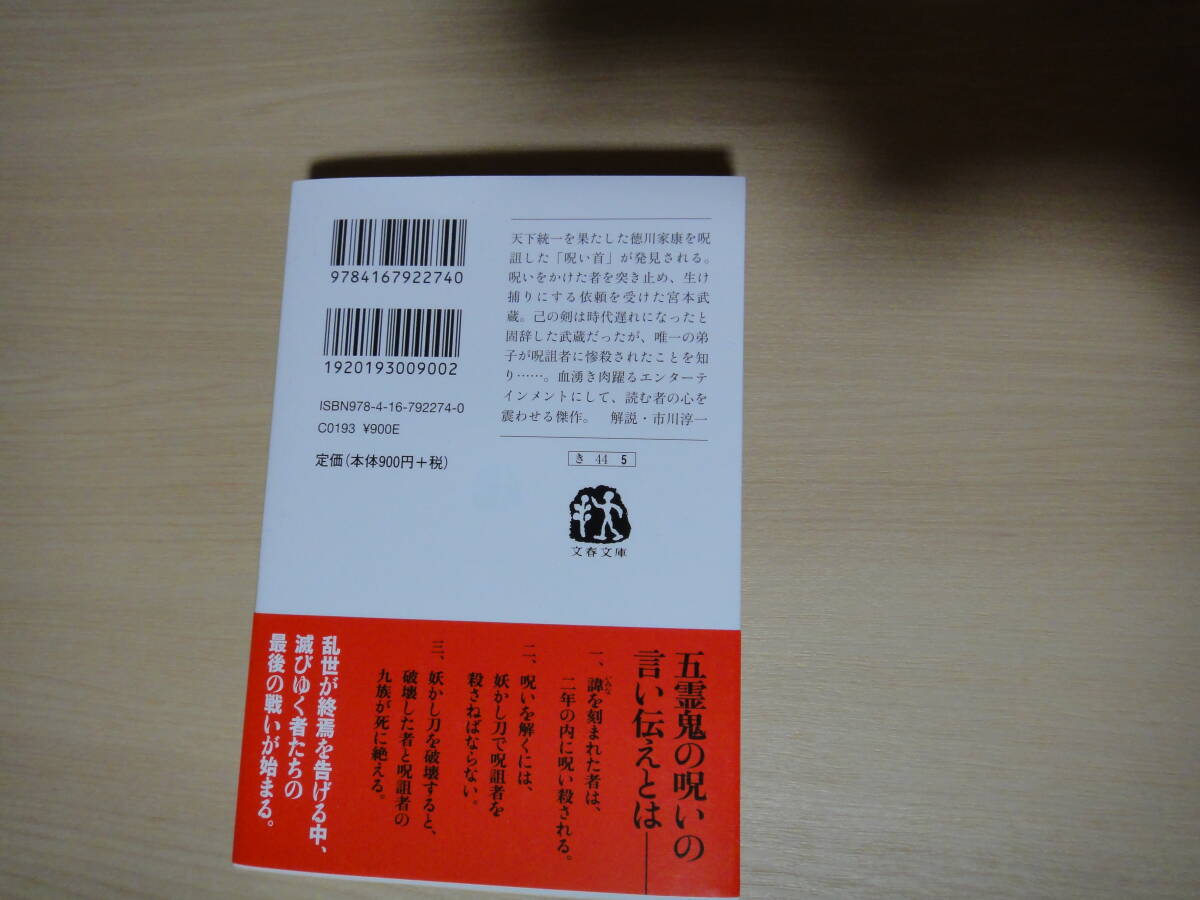 9784167922740
1920193009002
ISBN978-4-16-792274-0
C0193 ¥900E
定価(本体900円+税)
天下統一を果たした徳川家康を呪
詛した「呪い首」が発見される。
呪いをかけた者を突き止め、生け
捕りにする依頼を受けた宮本武
蔵。己の剣は時代遅れになったと
固辞した武蔵だったが、唯一の弟
子が呪詛者に惨殺されたことを知
り……。血湧き肉躍るエンターテ
インメントにして、読む者の心を
震わせる傑作。 解説・市川淳一
き 44 5
文春文庫
五霊鬼の呪いの
言い伝えとは――
一、諱を刻まれた者は、
いみな
二年の内に呪い殺される。
二、呪いを解くには、
妖かし刀で呪詛者を
殺さねばならない。
三、妖かし刀を破壊すると、
破壊した者と呪詛者の
九族が死に絶える。
乱世が終焉を告げる中、
滅びゆく者たちの
最後の戦いが始まる。